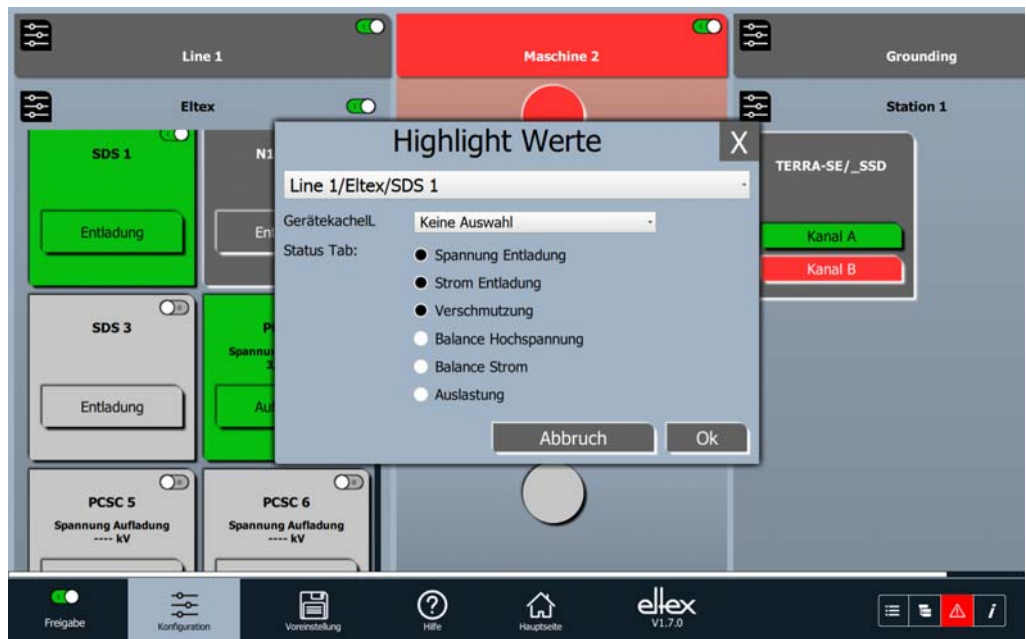 Line 1
Maschine 2
Grounding
Eltex
Station 1
SDS 1
N1
Entladung
En
Highlight Werte
X
Line 1/Eltex/SDS 1
GerätekachelL
Keine Auswahl
Status Tab:
Spannung Entladung
Strom Entladung
Verschmutzung
Balance Hochspannung
Balance Strom
Auslastung
Abbruch
Ok
TERRA-SE/_SSD
Kanal A
Kanal B
SDS 3
Entladung
Spannu
Au
PCSC 5
Spannung Aufladung
---- kV
PCSC 6
Spannung Aufladung
---- kV
Freigabe
Konfiguration
Voreinstellung
Hilfe
Hauptseite
eltex
V1.7.0
i